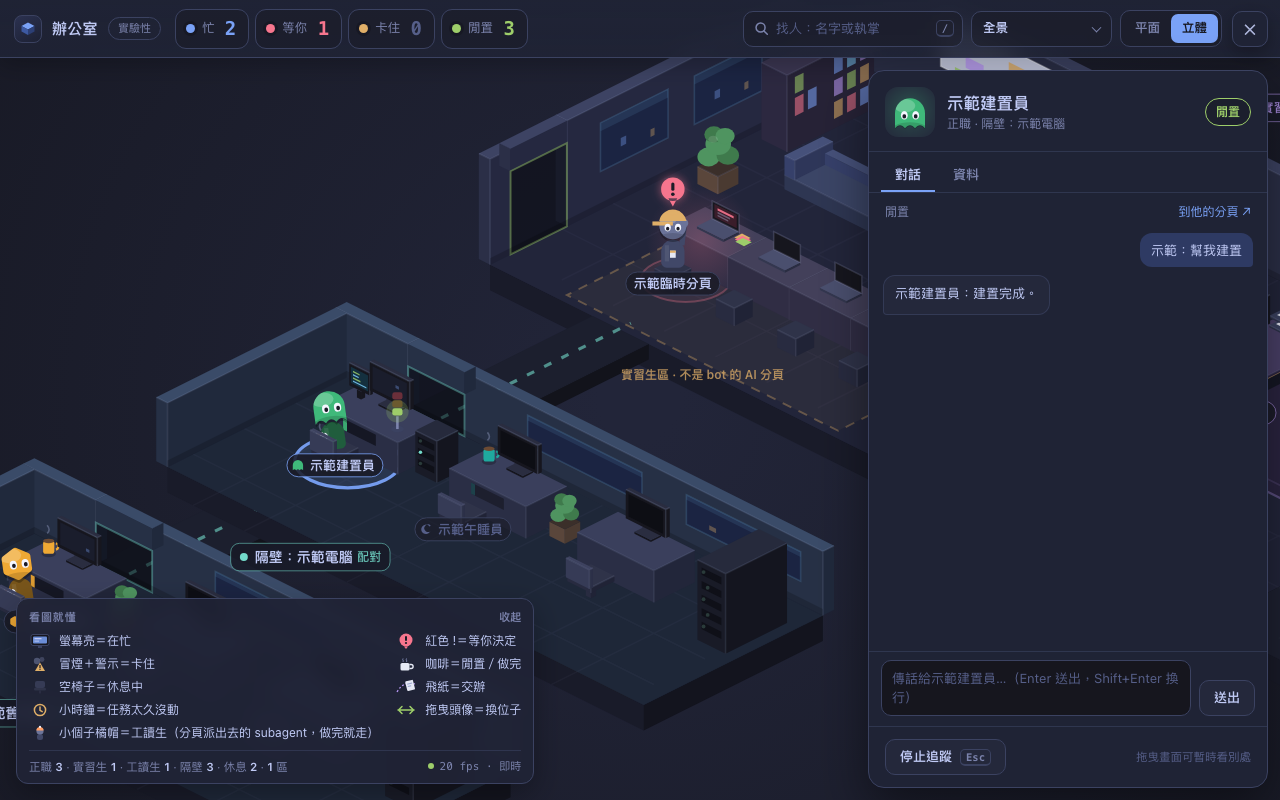 辦公室
實驗性
忙 2
等你 1
卡住 0
閒置 3
找人：名字或執掌
/
全景
平面
立體
示範建置員
正職 · 隔壁：示範電腦
閒置
對話
資料
閒置
到他的分頁 ↗
示範：幫我建置
示範建置員：建置完成。
示範臨時分頁
實習生區 · 不是 bot 的 AI 分頁
示範建置員
示範午睡員
隔壁：示範電腦 配對
看圖就懂
收起
螢幕亮＝在忙
紅色 !＝等你決定
冒煙＋警示＝卡住
咖啡＝閒置 / 做完
空椅子＝休息中
飛紙＝交辦
小時鐘＝任務太久沒動
拖曳頭像＝換位子
小個子橘帽＝工讀生（分頁派出去的 subagent，做完就走）
正職 3 · 實習生 1 · 工讀生 1 · 隔壁 3 · 休息 2 · 1 區
20 fps · 即時
傳話給示範建置員…（Enter 送出，Shift+Enter 換
行）
送出
停止追蹤 Esc
拖曳畫面可暫時看別處